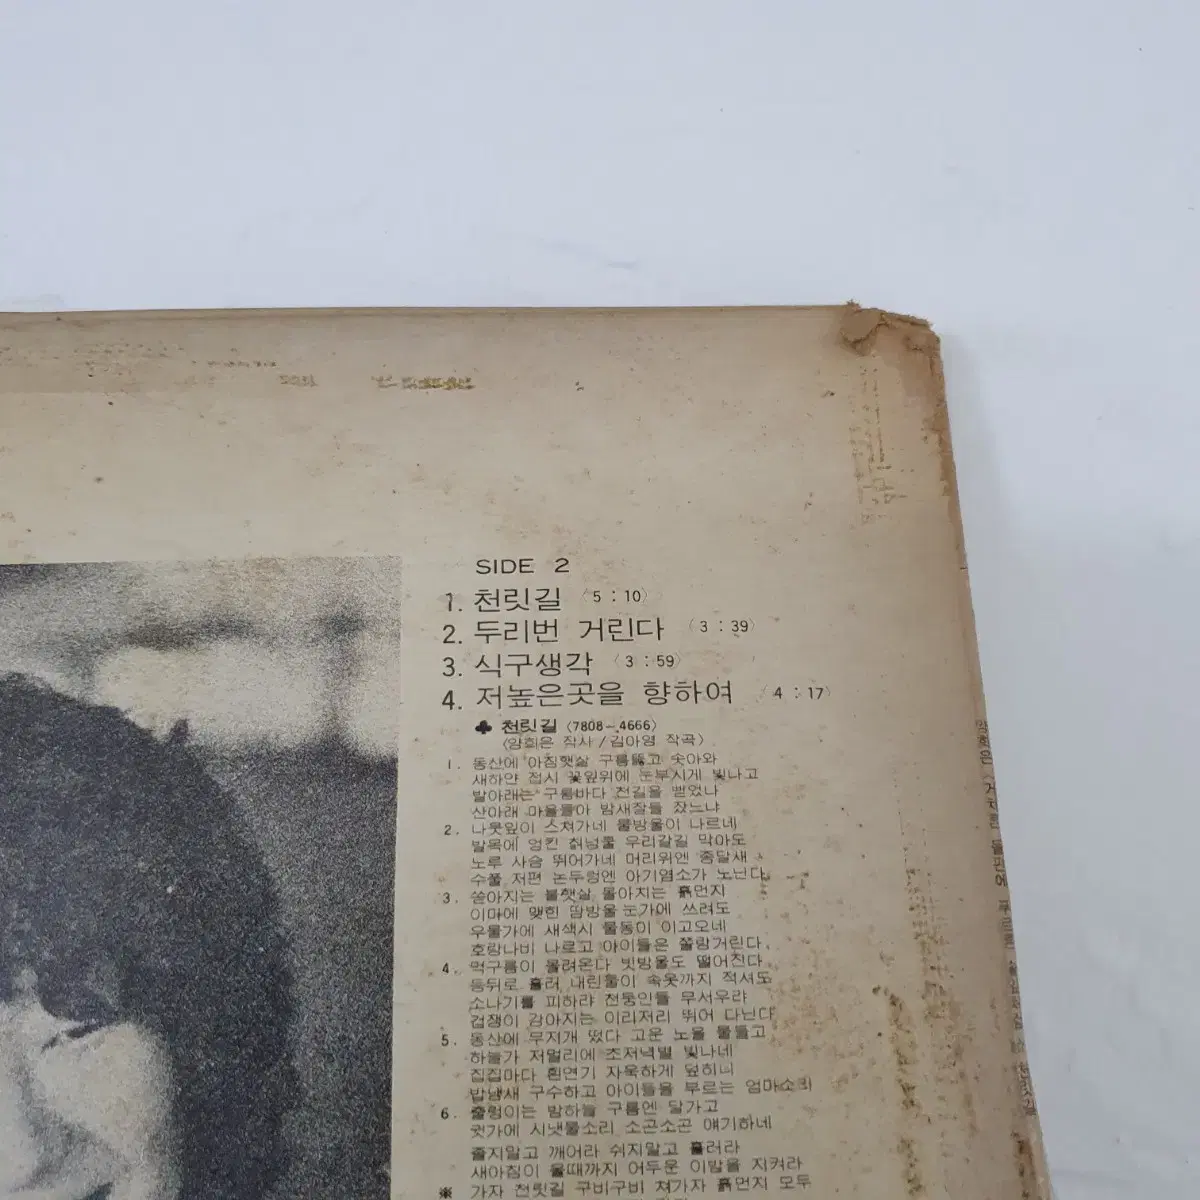 SIDE 2
1. 천릿길 〈5 : 10〉
2. 두리번 거린다 〈3 : 39〉
3. 식구생각 〈3 : 59〉
4. 저높은곳을 향하여 〈4 : 17〉
♣ 천릿길 〈7808-4666〉
〈양희은 작사/김아영 작곡〉
1. 동산에 아침햇살 구름뚫고 솟아와
새하얀 접시 꽃잎위에 눈부시게 빛나고
발아래는 구름바다 천길을 뻗었나
산아래 마을들아 밤새잘들 잤느냐
2. 나뭇잎이 스쳐가네 물방울이 나르네
발목에 엉킨 칡넝쿨 우리갈길 막아도
노루 사슴 뛰어가네 머리위엔 종달새
수풀 저편 논두렁엔 아기염소가 노닌다
3. 쏟아지는 불햇살 몰아치는 흙먼지
이마에 맺힌 땀방울 눈가에 쓰려도
우물가에 새색시 물동이 이고오네
호랑나비 나르고 아이들은 쫄랑거린다
4. 먹구름이 몰려온다 빗방울도 떨어진다
등뒤로 흘러 내린물이 속옷까지 적셔도
소나기를 피하랴 천둥인들 무서우랴
겁쟁이 강아지는 이리저리 뛰어 다닌다
5. 동산에 무지개 떴다 고운 노을 물들고
하늘가 저멀리에 초저녁별 빛나네
집집마다 흰연기 자욱하게 덮히니
밥냄새 구수하고 아이들을 부르는 엄마소리
6. 출렁이는 밤하늘 구름엔 달가고
귓가에 시냇물소리 소곤소곤 얘기하네
졸지말고 깨어라 쉬지말고 흘러라
새아침이 올때까지 어두운 이밤을 지켜라
※ 가자 천릿길 구비구비 쳐가자 흙먼지 모두
양희은